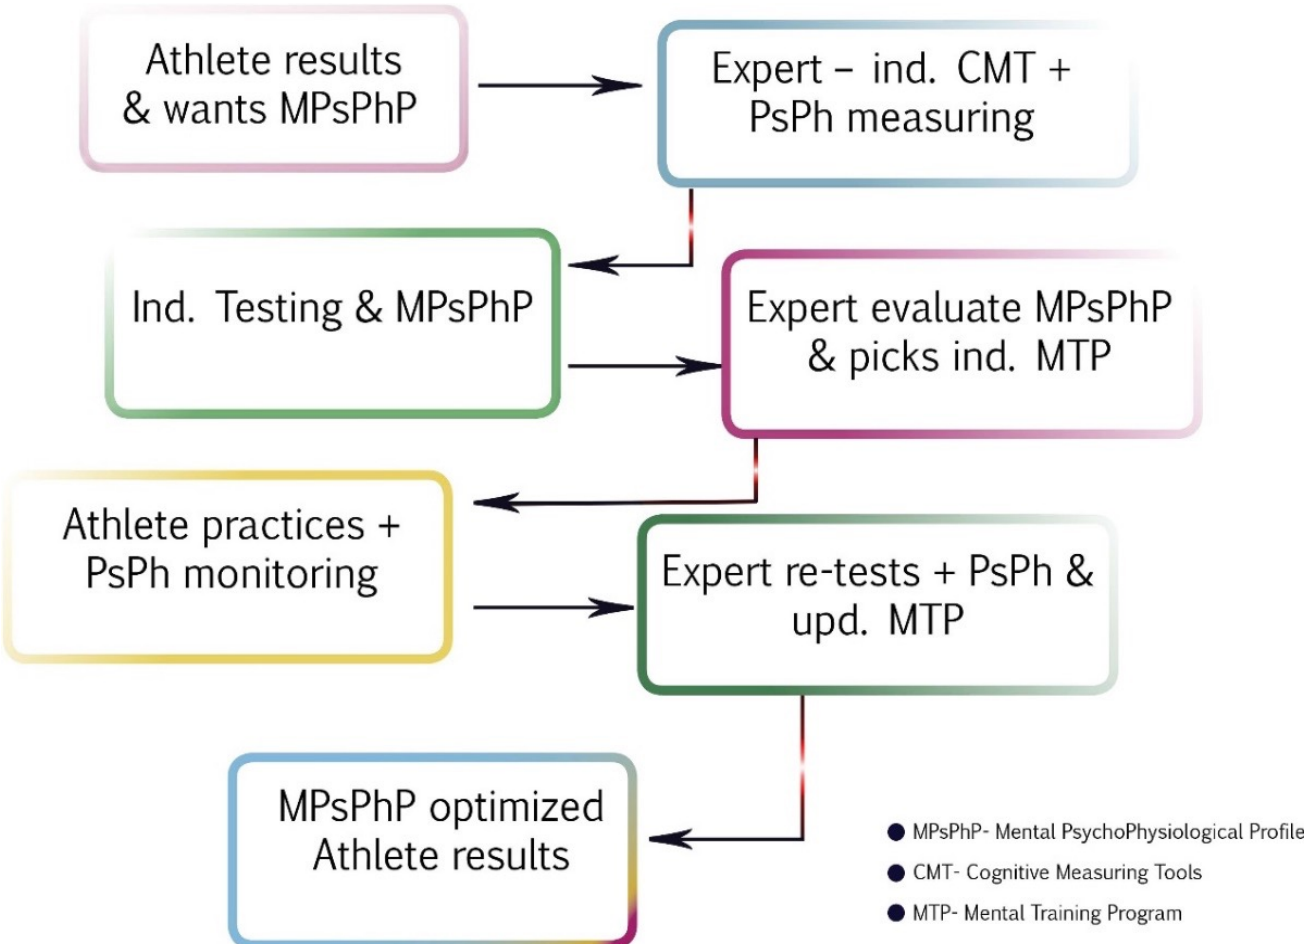 Athlete results
& wants MPsPhP
Expert – ind. CMT +
PsPh measuring
Ind. Testing & MPsPhP
Expert evaluate MPsPhP
& picks ind. MTP
Athlete practices +
PsPh monitoring
Expert re-tests + PsPh &
upd. MTP
MPsPhP optimized
Athlete results
● MPsPhP- Mental PsychoPhysiological Profile
● CMT- Cognitive Measuring Tools
● MTP- Mental Training Program